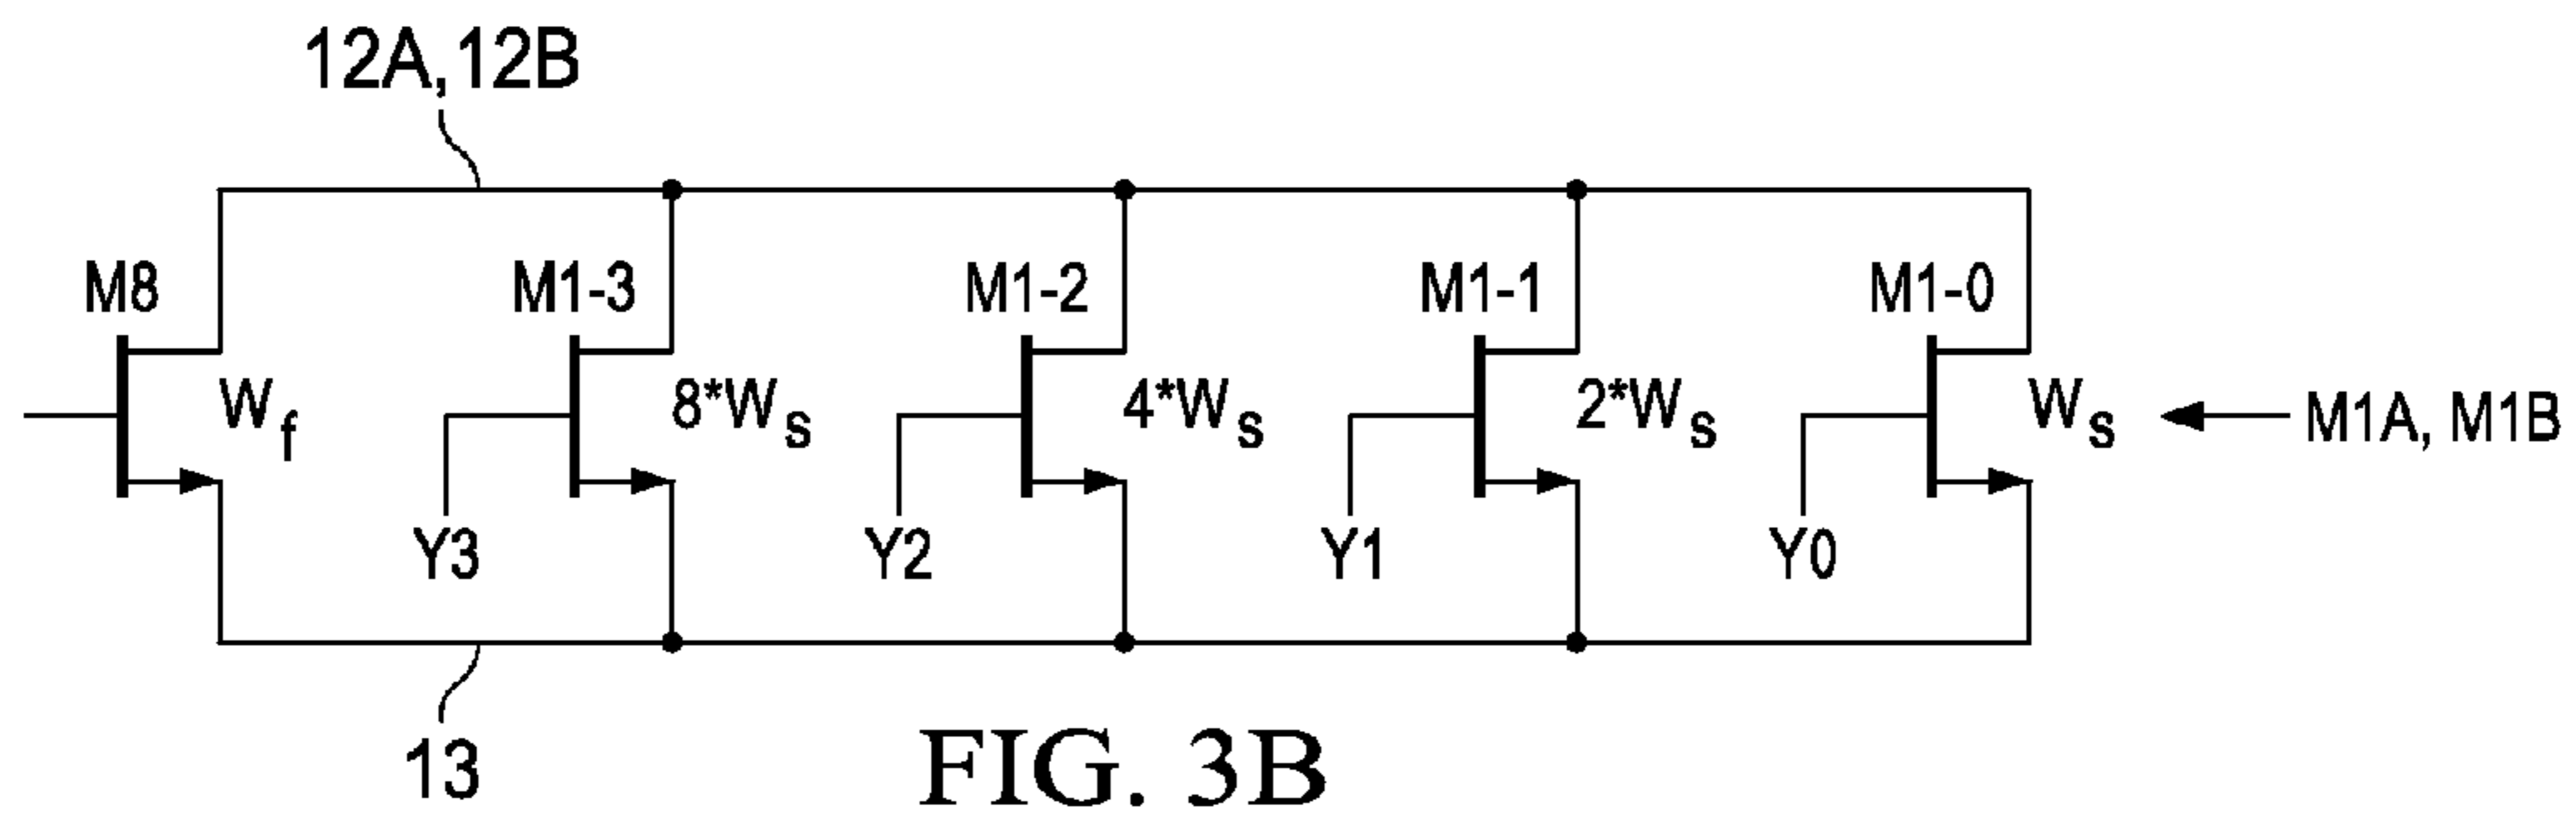 12A, 12B
M8 M1-3 M1-2 M1-1 M1-0
Wf 8*Ws 4*Ws 2*Ws Ws M1A, M1B
Y3 Y2 Y1 Y0
13
FIG. 3B